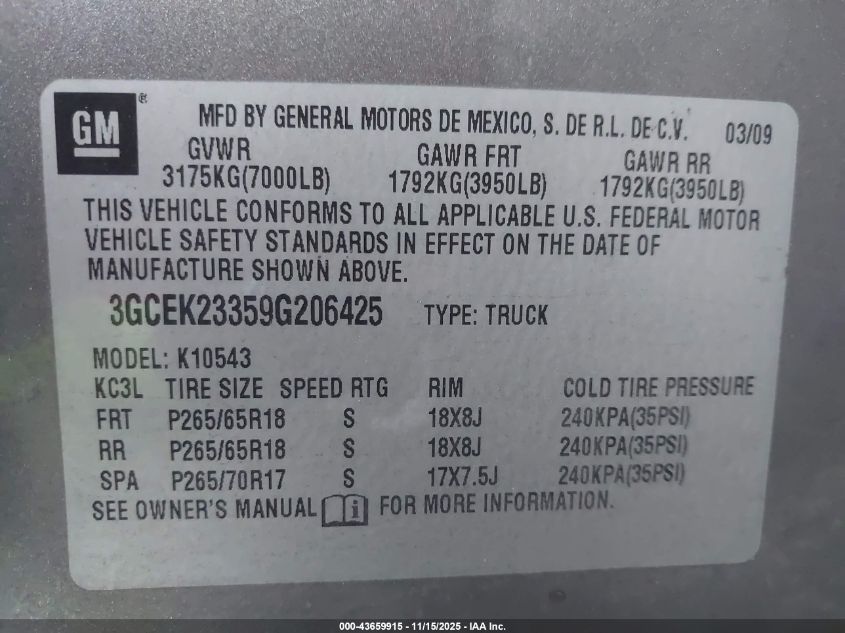 GM ®
MFD BY GENERAL MOTORS DE MEXICO, S. DE R.L. DE C.V. 03/09
GVWR GAWR FRT GAWR RR
3175KG(7000LB) 1792KG(3950LB) 1792KG(3950LB)
THIS VEHICLE CONFORMS TO ALL APPLICABLE U.S. FEDERAL MOTOR
VEHICLE SAFETY STANDARDS IN EFFECT ON THE DATE OF
MANUFACTURE SHOWN ABOVE.
3GCEK23359G206425 TYPE: TRUCK
MODEL: K10543
KC3L TIRE SIZE SPEED RTG RIM COLD TIRE PRESSURE
FRT P265/65R18 S 18X8J 240KPA(35PSI)
RR P265/65R18 S 18X8J 240KPA(35PSI)
SPA P265/70R17 S 17X7.5J 240KPA(35PSI)
SEE OWNER'S MANUAL i FOR MORE INFORMATION.
000-43659915 - 11/15/2025 - IAA Inc.